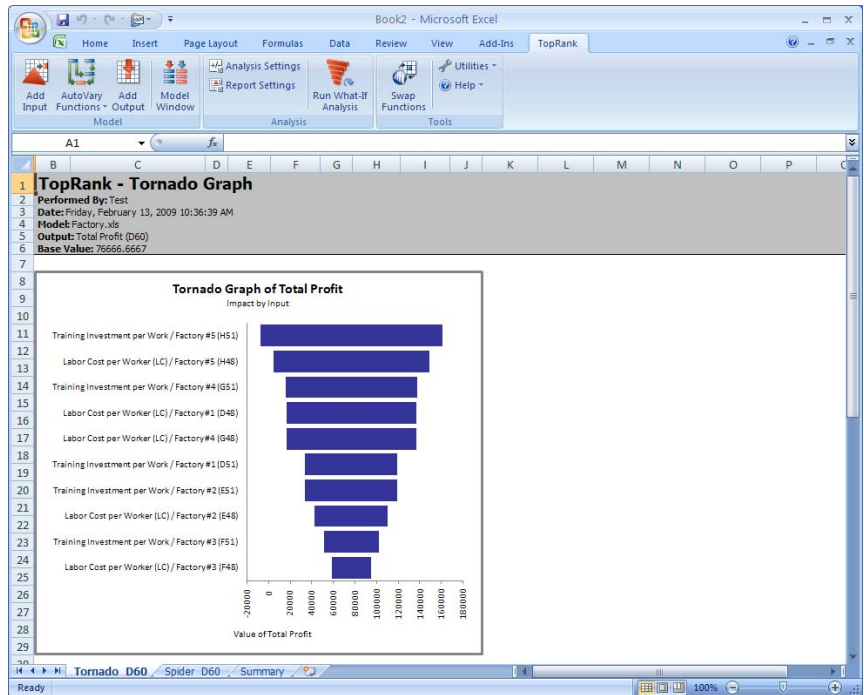 Book2 - Microsoft Excel
Home Insert Page Layout Formulas Data Review View Add-Ins TopRank
Add Input
AutoVary Functions
Add Output
Model Window
Model
Analysis Settings
Report Settings
Run What-If Analysis
Analysis
Swap Functions
Utilities
Help
Tools
A1 fx
B C D E F G H I J K L M N O P
1 TopRank - Tornado Graph
2 Performed By: Test
3 Date: Friday, February 13, 2009 10:36:39 AM
4 Model: Factory.xls
5 Output: Total Profit (D60)
6 Base Value: 76666.6667
7
8
9
10
11
12
13
14
15
16
17
18
19
20
21
22
23
24
25
26
27
28
29
Tornado Graph of Total Profit
Impact by Input
Training Investment per Work / Factory #5 (H51)
Labor Cost per Worker (LC) / Factory #5 (H48)
Training Investment per Work / Factory #4 (G51)
Labor Cost per Worker (LC) / Factory #1 (D48)
Labor Cost per Worker (LC) / Factory #4 (G48)
Training Investment per Work / Factory #1 (D51)
Training Investment per Work / Factory #2 (E51)
Labor Cost per Worker (LC) / Factory #2 (E48)
Training Investment per Work / Factory #3 (F51)
Labor Cost per Worker (LC) / Factory #3 (F48)
-20000 0 20000 40000 60000 80000 100000 120000 140000 160000 180000
Value of Total Profit
Tornado D60 Spider D60 Summary
Ready 100%